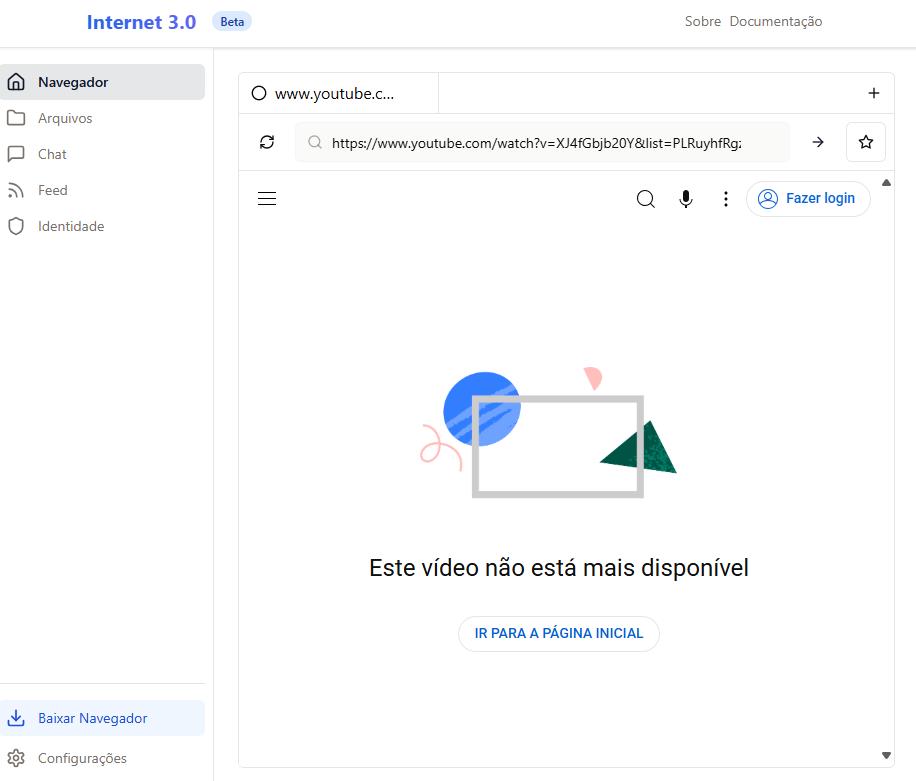 Internet 3.0 Beta Sobre Documentação
Navegador
Arquivos
Chat
Feed
Identidade
Baixar Navegador
Configurações
www.youtube.c...
https://www.youtube.com/watch?v=XJ4fGbjb20Y&list=PLRuyhfRg
Fazer login
Este vídeo não está mais disponível
IR PARA A PÁGINA INICIAL